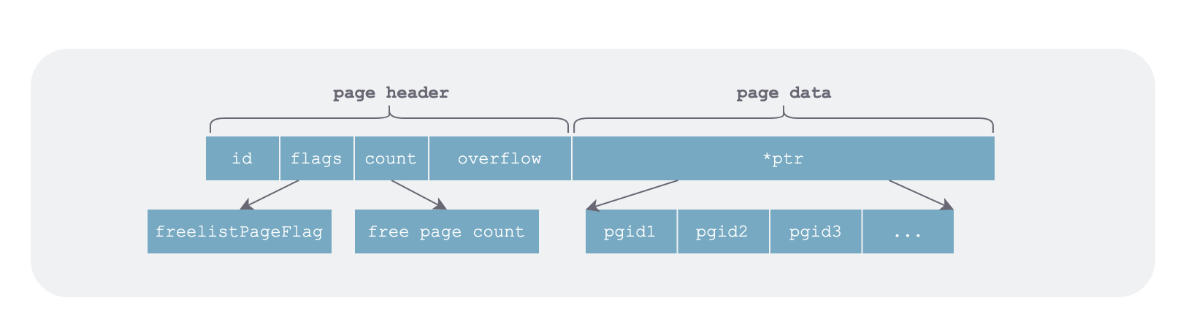 page header page data
id flags count overflow *ptr
freelistPageFlag free page count pgid1 pgid2 pgid3 ...